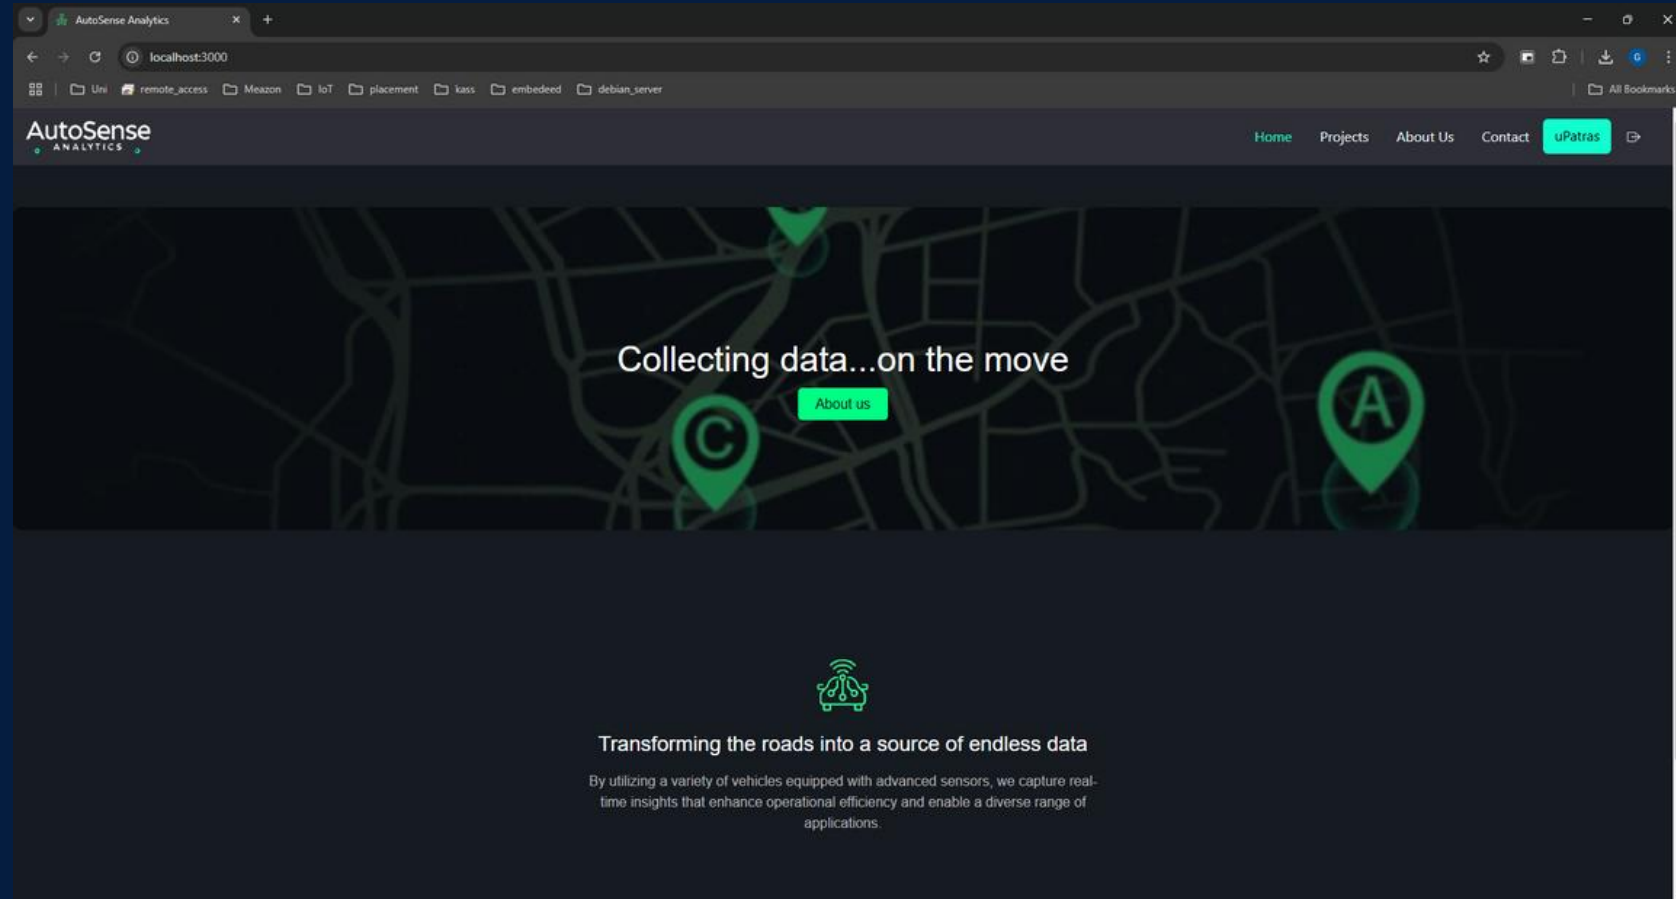 AutoSense Analytics
localhost:3000
Uni remote_access Meazon IoT placement kass embedeed debian_server All Bookmarks
AutoSense
ANALYTICS
Home Projects About Us Contact uPatras
Collecting data...on the move
About us
C
A
G
Transforming the roads into a source of endless data
By utilizing a variety of vehicles equipped with advanced sensors, we capture real-
time insights that enhance operational efficiency and enable a diverse range of
applications.